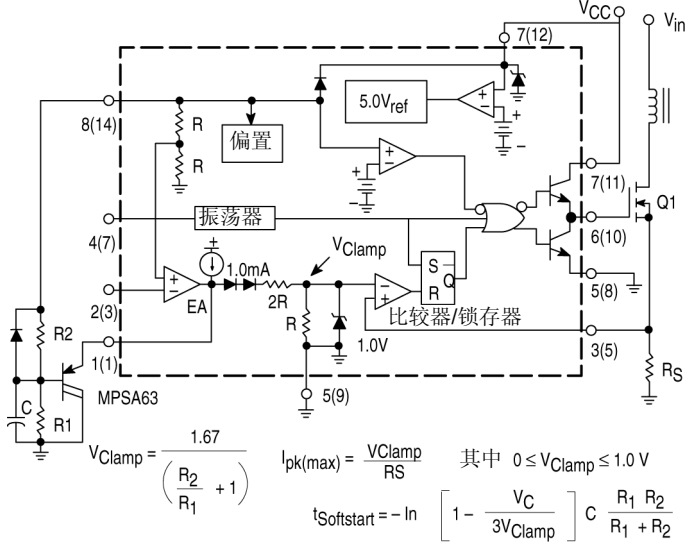 VCC
Vin
7(12)
5.0Vref
+
−
+
−
8(14)
R
偏置
R
+
−
+
−
7(11)
Q1
振荡器
4(7)
6(10)
+
1.0mA
VClamp
S
Q
R
+
−
EA
2R
−
+
5(8)
2(3)
R
比较器/锁存器
1.0V
3(5)
R2
1(1)
5(9)
RS
MPSA63
C
R1
VClamp = 1.67 / (R2/R1 + 1)
Ipk(max) = VClamp / RS
其中 0 ≤ VClamp ≤ 1.0 V
tSoftstart = − ln [1 - VC / 3VClamp] C R1 R2 / R1 + R2